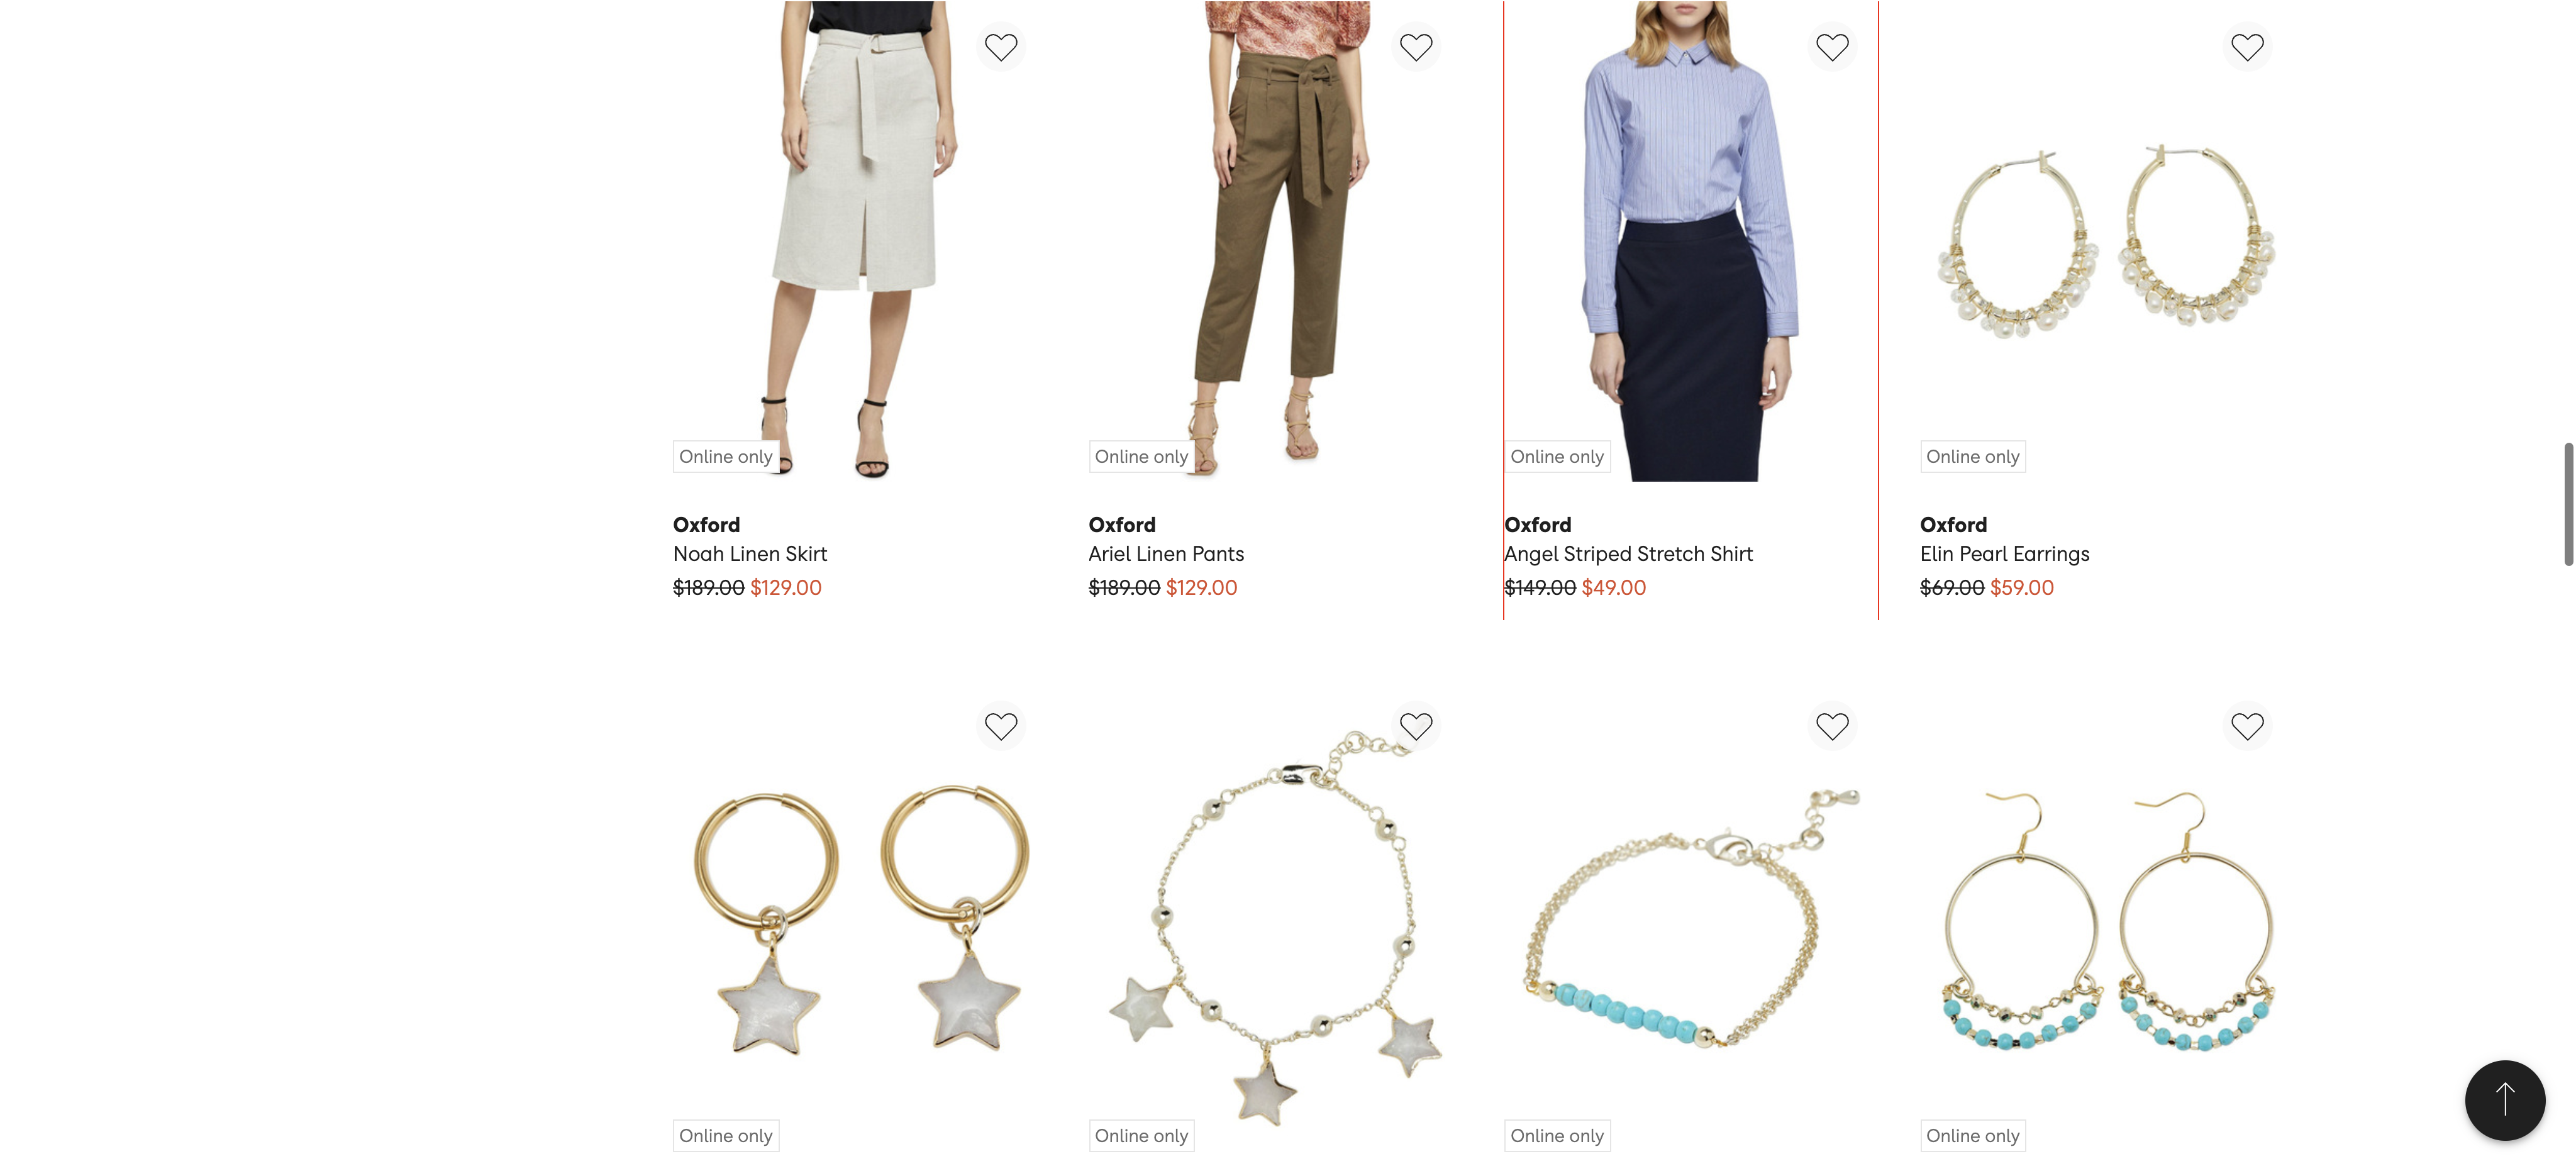 Online only
Online only
Online only
Online only
Oxford
Noah Linen Skirt
$189.00 $129.00
Oxford
Ariel Linen Pants
$189.00 $129.00
Oxford
Angel Striped Stretch Shirt
$149.00 $49.00
Oxford
Elin Pearl Earrings
$69.00 $59.00
Online only
Online only
Online only
Online only